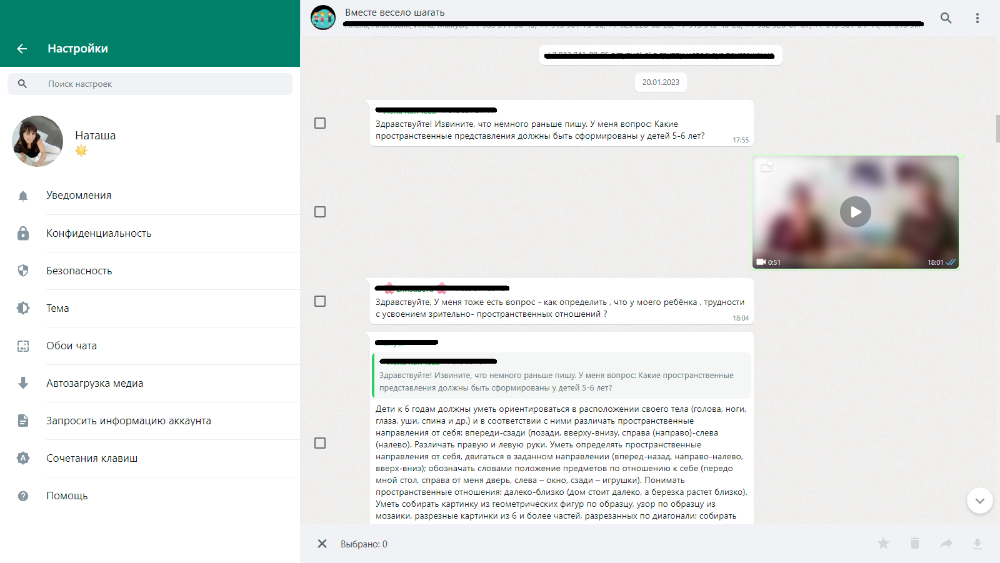 Настройки
Поиск настроек
Наташа
Уведомления
Конфиденциальность
Безопасность
Тема
Обои чата
Автозагрузка медиа
Запросить информацию аккаунта
Сочетания клавиш
Помощь
Вместе весело шагать
20.01.2023
Здравствуйте! Извините, что немного раньше пишу. У меня вопрос: Какие
пространственные представления должны быть сформированы у детей 5-6 лет?
17:55
0:51
18:01
Здравствуйте, У меня тоже есть вопрос - как определить , что у моего ребёнка , трудности
с усвоением зрительно- пространственных отношений ?
18:04
Здравствуйте! Извините, что немного раньше пишу. У меня вопрос: Какие пространственные
представления должны быть сформированы у детей 5-6 лет?
Дети к 6 годам должны уметь ориентироваться в расположении своего тела (голова, ноги,
глаза, уши, спина и др.) и в соответствии с ними различать пространственные
направления от себя: впереди-сзади (позади, вверху-внизу, справа (направо)-слева
(налево). Различать правую и левую руки. Уметь определять пространственные
направления от себя, двигаться в заданном направлении (вперед-назад, направо-налево,
вверх-вниз); обозначать словами положение предметов по отношению к себе (передо
мной стол, справа от меня дверь, слева – окно, сзади – игрушки). Понимать
пространственные отношения: далеко-близко (дом стоит далеко, а березка растет близко).
Уметь собирать картинку из геометрических фигур по образцу, узор по образцу из
мозаики, разрезные картинки из 6 и более частей, разрезанных по диагонали; собирать
Выбрано: 0